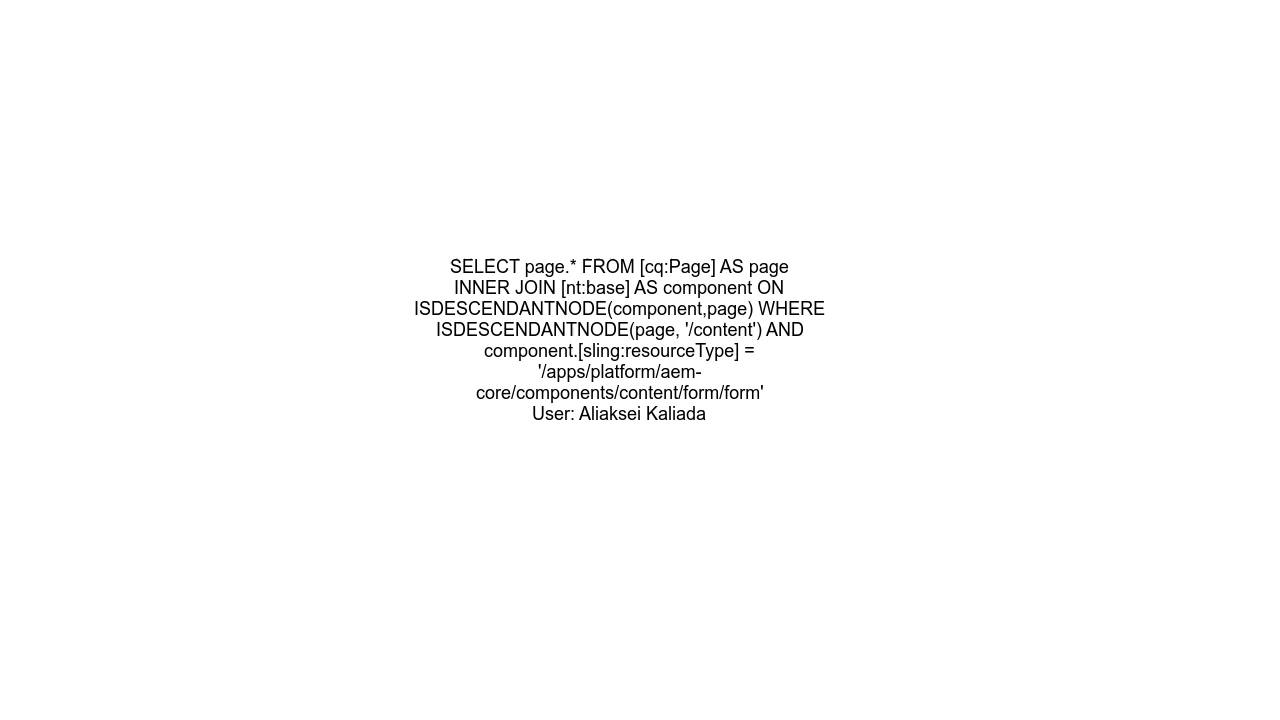 SELECT page.* FROM [cq:Page] AS page
INNER JOIN [nt:base] AS component ON
ISDESCENDANTNODE(component,page) WHERE
ISDESCENDANTNODE(page, '/content') AND
component.[sling:resourceType] =
'/apps/platform/aem-
core/components/content/form/form'
User: Aliaksei Kaliada